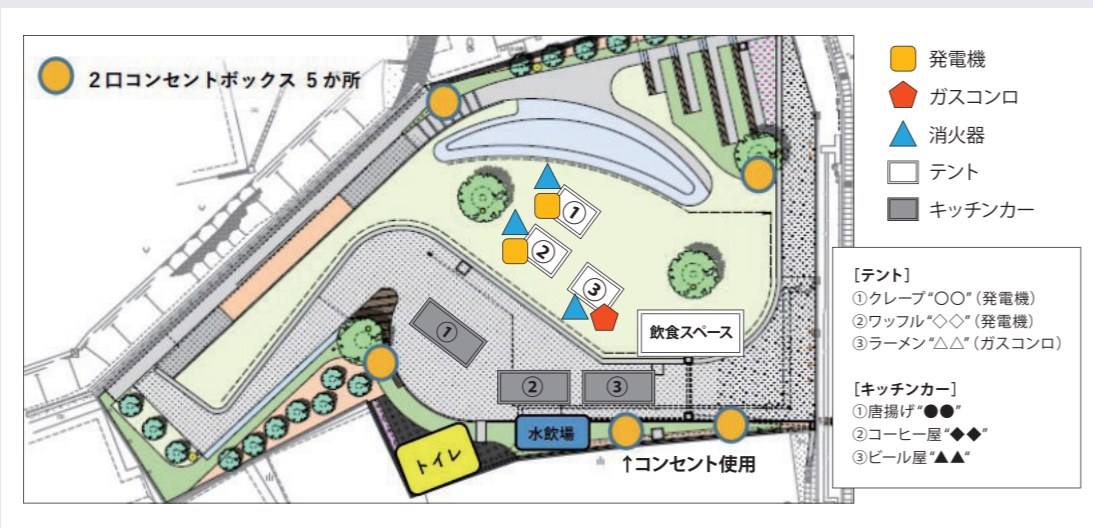 2口コンセントボックス 5か所
①
②
③
飲食スペース
①
②
③
水飲場
トイレ
↑コンセント使用
発電機
ガスコンロ
消火器
テント
キッチンカー
[テント]
①クレープ“〇〇”（発電機）
②ワッフル“◇◇”（発電機）
③ラーメン“△△”（ガスコンロ）
[キッチンカー]
①唐揚げ“●●”
②コーヒー屋“◆◆”
③ビール屋“▲▲“